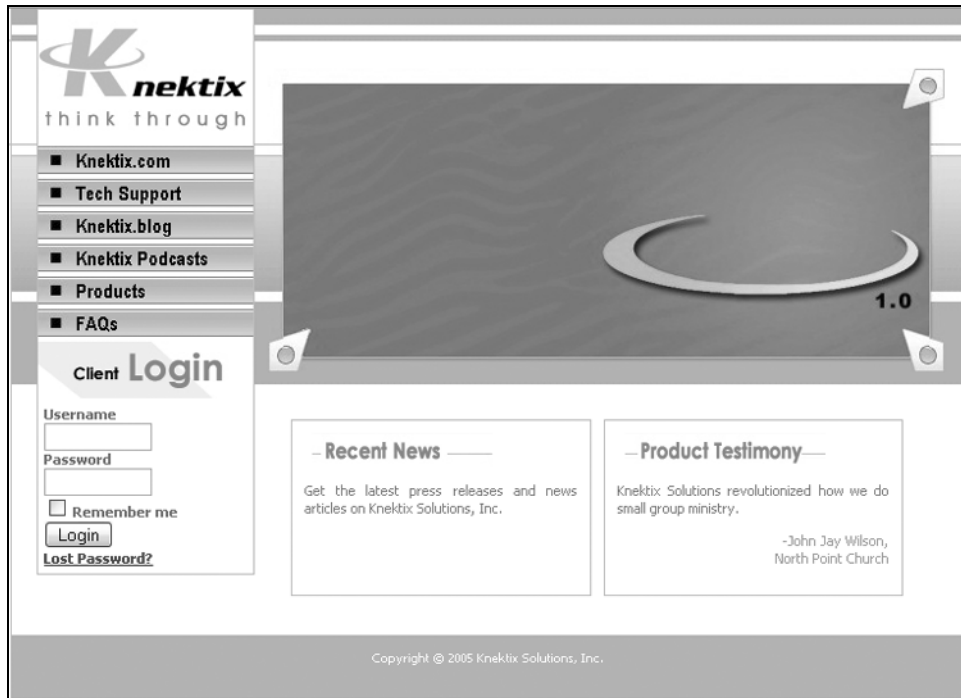 Knektix
think through
Knektix.com
Tech Support
Knektix.blog
Knektix Podcasts
Products
FAQs
Client Login
Username
Password
Remember me
Login
Lost Password?
1.0
Recent News
Get the latest press releases and news
articles on Knektix Solutions, Inc.
Product Testimony
Knektix Solutions revolutionized how we do
small group ministry.
-John Jay Wilson,
North Point Church
Copyright © 2005 Knektix Solutions, Inc.